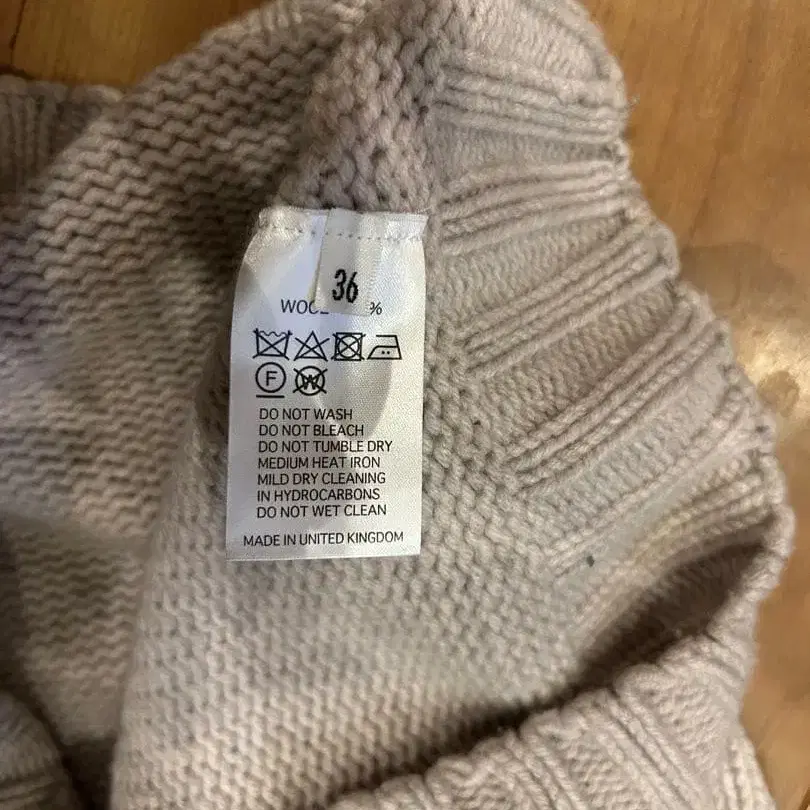 36
%
F
W
DO NOT WASH
DO NOT BLEACH
DO NOT TUMBLE DRY
MEDIUM HEAT IRON
MILD DRY CLEANING
IN HYDROCARBONS
DO NOT WET CLEAN
MADE IN UNITED KINGDOM